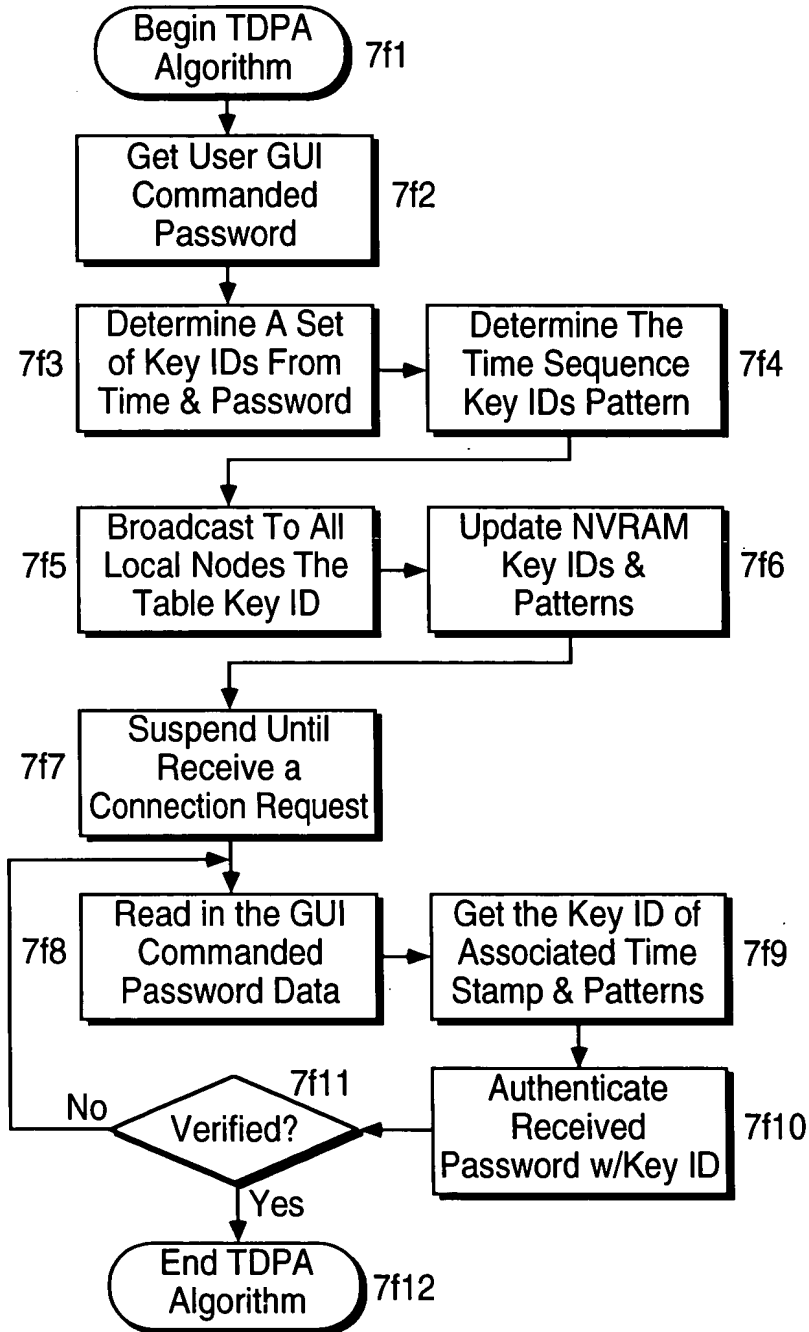 Begin TDPA
Algorithm
7f1
Get User GUI
Commanded
Password
7f2
7f3
Determine A Set
of Key IDs From
Time & Password
Determine The
Time Sequence
Key IDs Pattern
7f4
7f5
Broadcast To All
Local Nodes The
Table Key ID
Update NVRAM
Key IDs &
Patterns
7f6
7f7
Suspend Until
Receive a
Connection Request
7f8
Read in the GUI
Commanded
Password Data
Get the Key ID of
Associated Time
Stamp & Patterns
7f9
Authenticate
Received
Password w/Key ID
7f10
7f11
Verified?
No
Yes
End TDPA
Algorithm
7f12